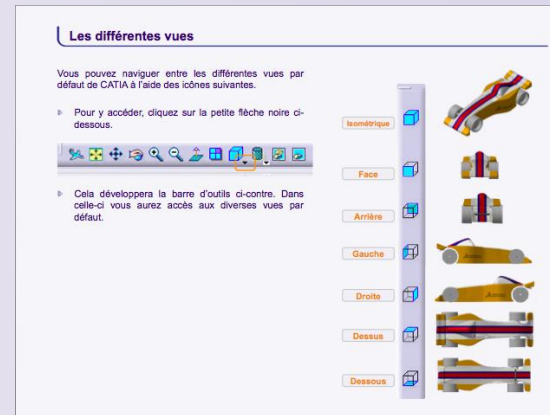 Les différentes vues
Vous pouvez naviguer entre les différentes vues par
défaut de CATIA à l'aide des icônes suivantes.
Pour y accéder, cliquez sur la petite flèche noire ci-
dessous.
Cela développera la barre d'outils ci-contre. Dans
celle-ci vous aurez accès aux diverses vues par
défaut.
Isométrique
Face
Arrière
Gauche
Droite
Dessus
Dessous